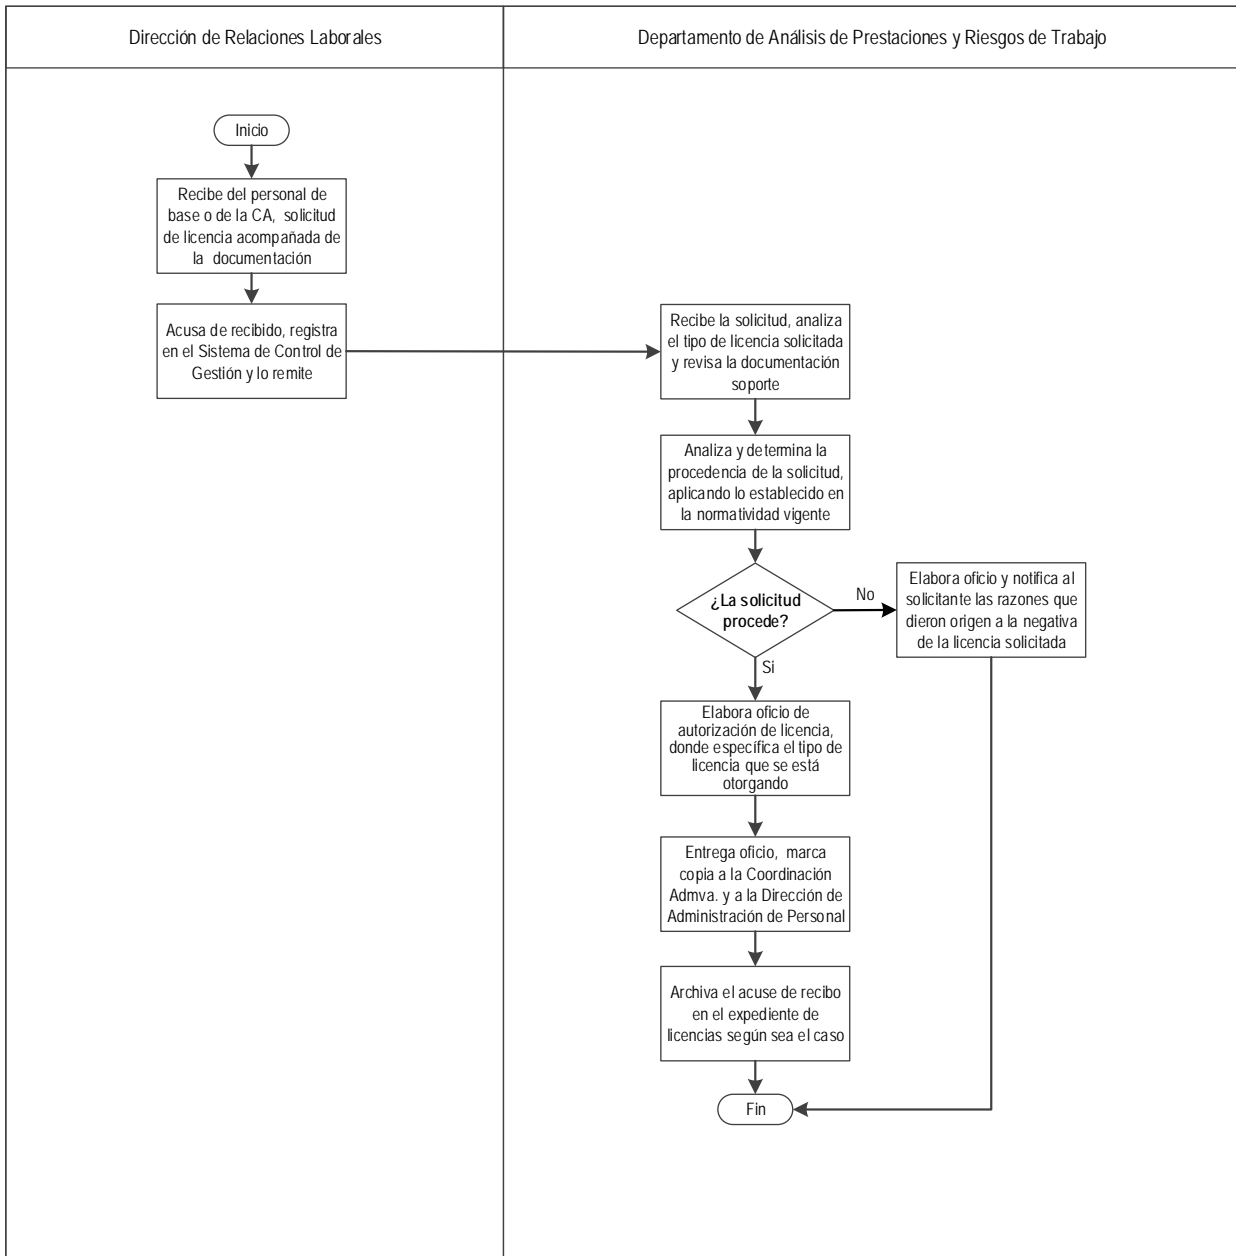 Dirección de Relaciones Laborales
Departamento de Análisis de Prestaciones y Riesgos de Trabajo
Inicio
Recibe del personal de
base o de la CA, solicitud
de licencia acompañada de
la documentación
Acusa de recibido, registra
en el Sistema de Control de
Gestión y lo remite
Recibe la solicitud, analiza
el tipo de licencia solicitada
y revisa la documentación
soporte
Analiza y determina la
procedencia de la solicitud,
aplicando lo establecido en
la normatividad vigente
¿La solicitud
procede?
No
Elabora oficio y notifica al
solicitante las razones que
dieron origen a la negativa
de la licencia solicitada
Si
Elabora oficio de
autorización de licencia,
donde específica el tipo de
licencia que se está
otorgando
Entrega oficio, marca
copia a la Coordinación
Admva. y a la Dirección de
Administración de Personal
Archiva el acuse de recibo
en el expediente de
licencias según sea el caso
Fin